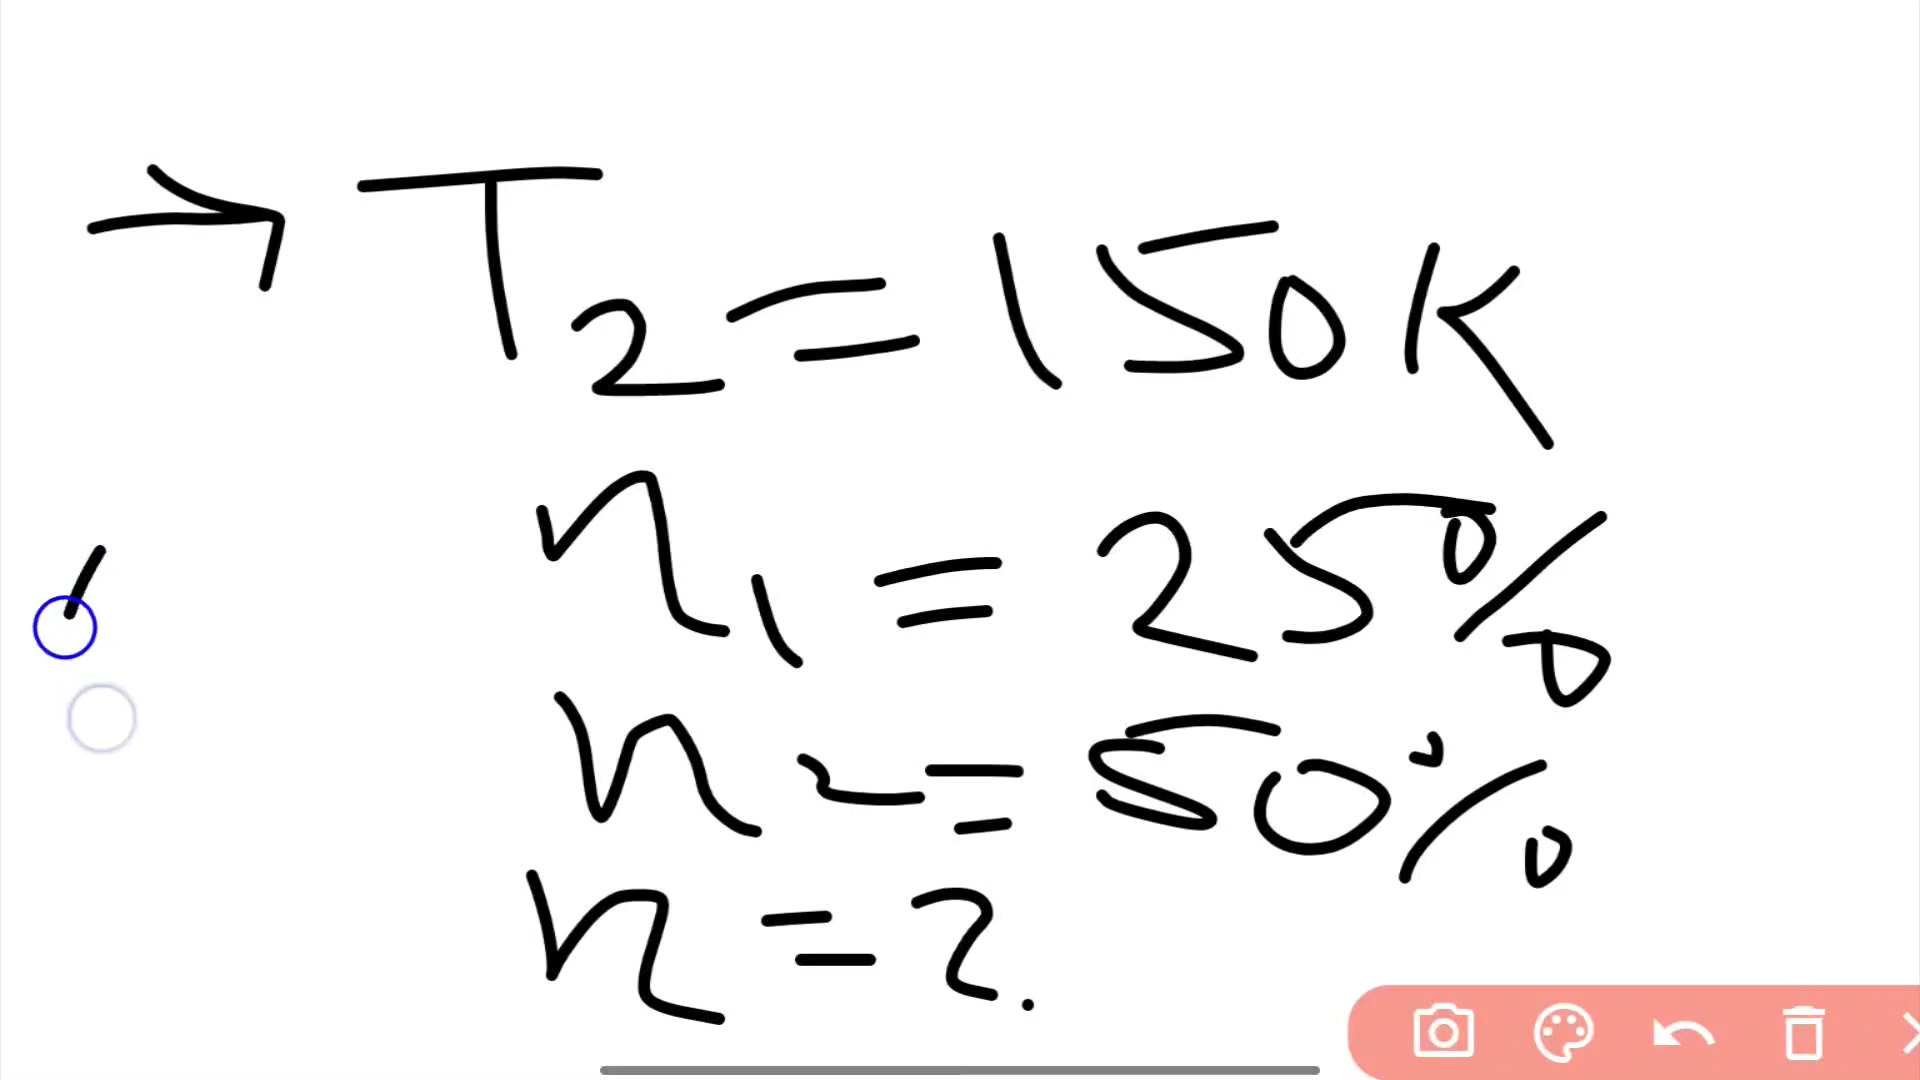 → T₂ = 150K
η₁ = 25%
η₂ = 50%
η = ?